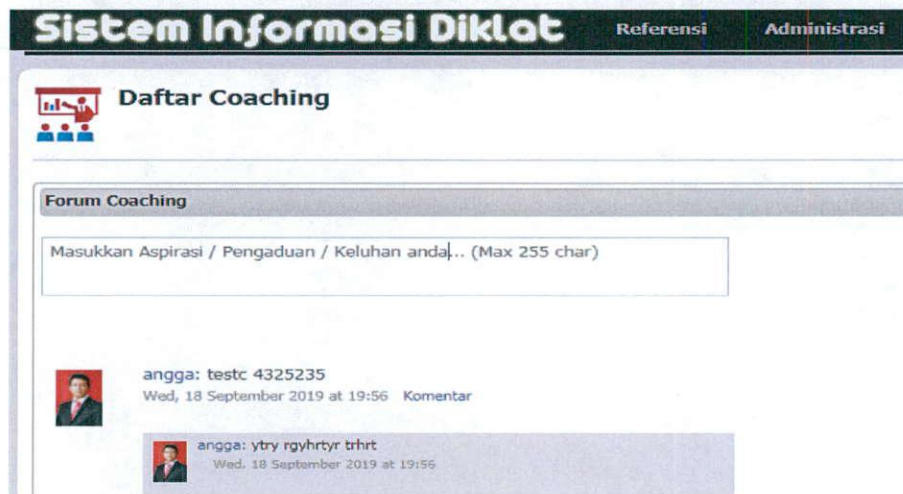 Sistem Informasi Diklat Referensi Administrasi
Daftar Coaching
Forum Coaching
Masukkan Aspirasi / Pengaduan / Keluhan anda... (Max 255 char)
angga: testc 4325235
Wed, 18 September 2019 at 19:56 Komentar
angga: ytry rgyhrtyr trhrt
Wed, 18 September 2019 at 19:56